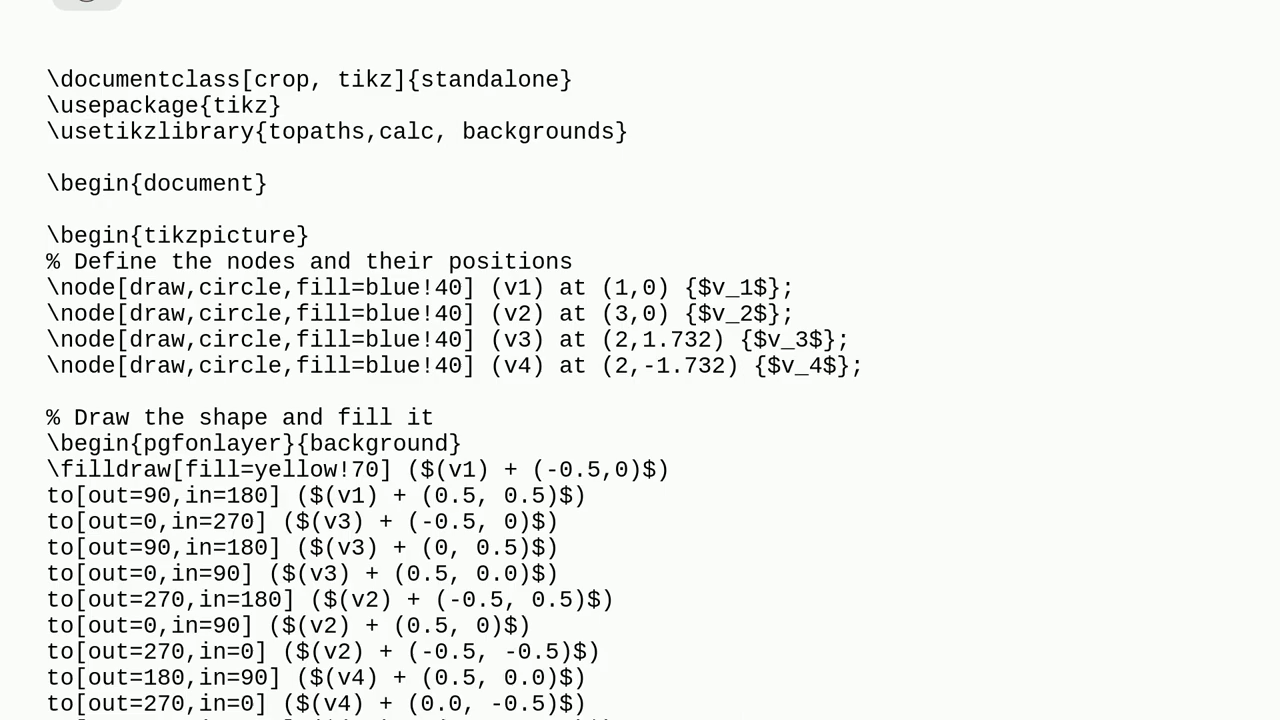 \documentclass[crop, tikz]{standalone}
\usepackage{tikz}
\usetikzlibrary{topaths,calc, backgrounds}
\begin{document}
\begin{tikzpicture}
% Define the nodes and their positions
\node[draw,circle,fill=blue!40] (v1) at (1,0) {$v_1$};
\node[draw,circle,fill=blue!40] (v2) at (3,0) {$v_2$};
\node[draw,circle,fill=blue!40] (v3) at (2,1.732) {$v_3$};
\node[draw,circle,fill=blue!40] (v4) at (2,-1.732) {$v_4$};
% Draw the shape and fill it
\begin{pgfonlayer}{background}
\filldraw[fill=yellow!70] ($(v1) + (-0.5,0)$)
to[out=90,in=180] ($(v1) + (0.5, 0.5)$)
to[out=0,in=270] ($(v3) + (-0.5, 0)$)
to[out=90,in=180] ($(v3) + (0, 0.5)$)
to[out=0,in=90] ($(v3) + (0.5, 0.0)$)
to[out=270,in=180] ($(v2) + (-0.5, 0.5)$)
to[out=0,in=90] ($(v2) + (0.5, 0)$)
to[out=270,in=0] ($(v2) + (-0.5, -0.5)$)
to[out=180,in=90] ($(v4) + (0.5, 0.0)$)
to[out=270,in=0] ($(v4) + (0.0, -0.5)$)